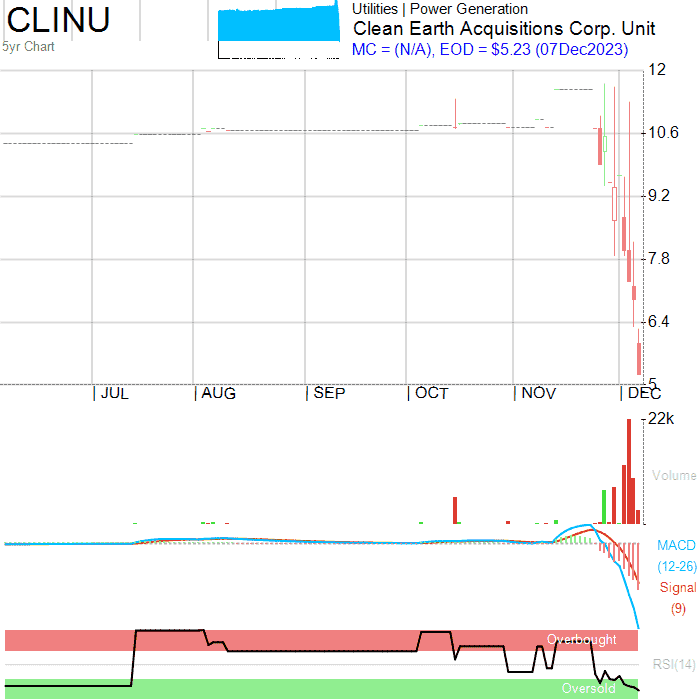 CLINU
5yr Chart
Utilities | Power Generation
Clean Earth Acquisitions Corp. Unit
MC = (N/A), EOD = $5.23 (07Dec2023)
12
10.6
9.2
7.8
6.4
5
| JUL | AUG | SEP | OCT | NOV | DEC
22k
Volume
MACD
(12-26)
Signal
(9)
Overbought
RSI(14)
Oversold